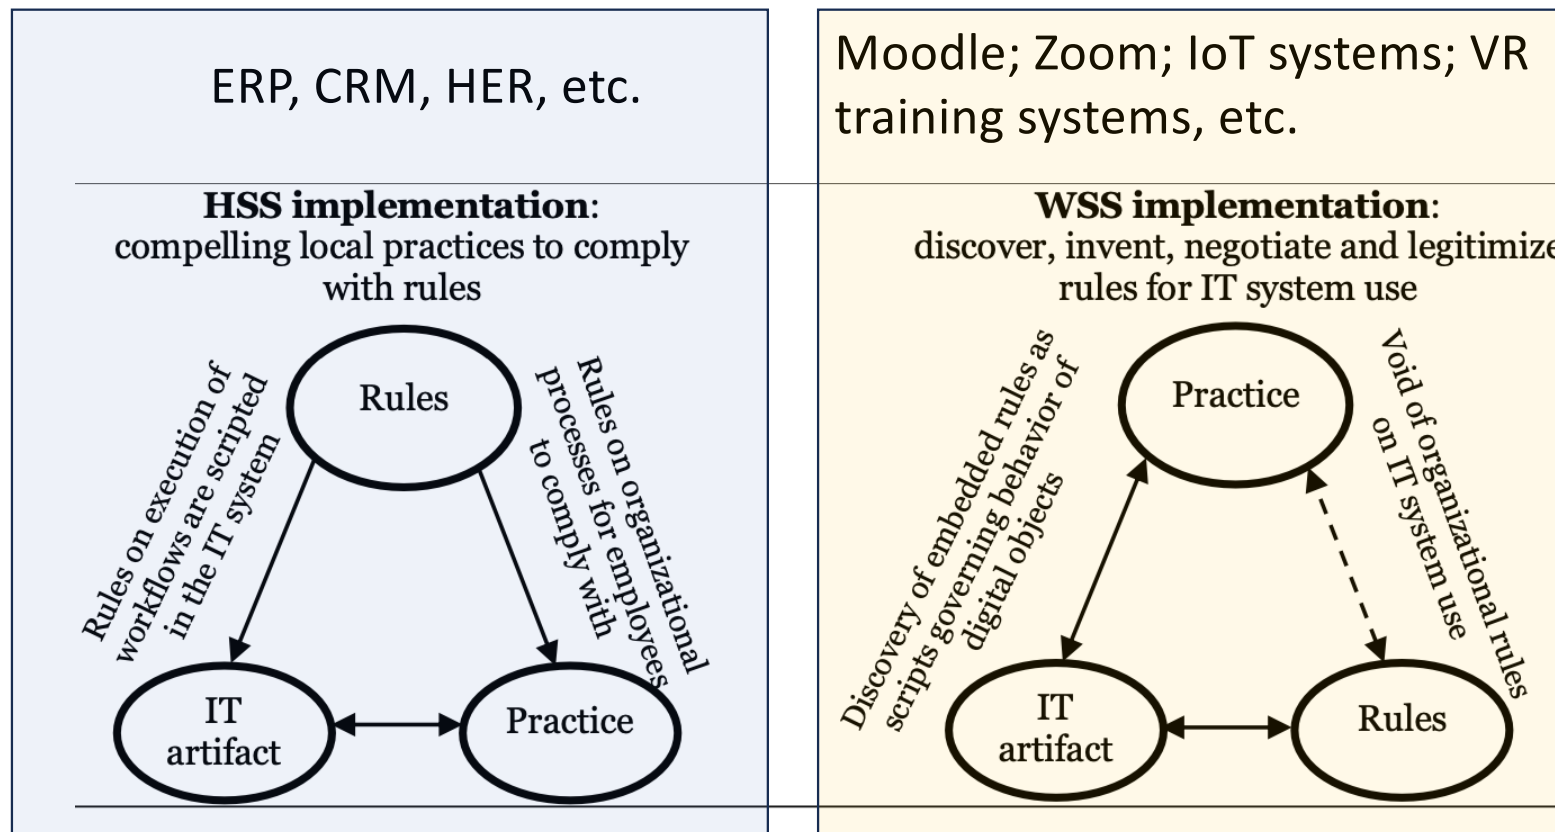 ERP, CRM, HER, etc.
HSS implementation:
compelling local practices to comply
with rules
Rules on execution of
workflows are scripted
in the IT system
Rules
Rules on organizational
processes for employees
to comply with
IT
artifact
Practice
Moodle; Zoom; IoT systems; VR
training systems, etc.
WSS implementation:
discover, invent, negotiate and legitimize
rules for IT system use
Discovery of embedded rules as
scripts governing behavior of
digital objects
Practice
Void of organizational rules
on IT system use
IT
artifact
Rules